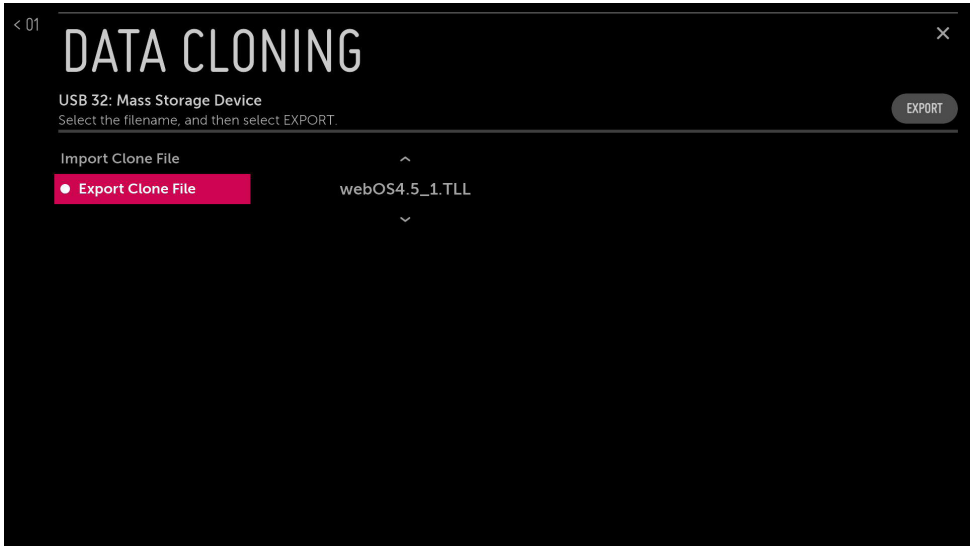 < 01
DATA CLONING
USB 32: Mass Storage Device
Select the filename, and then select EXPORT.
EXPORT
Import Clone File
Export Clone File
webOS4.5_1.TLL